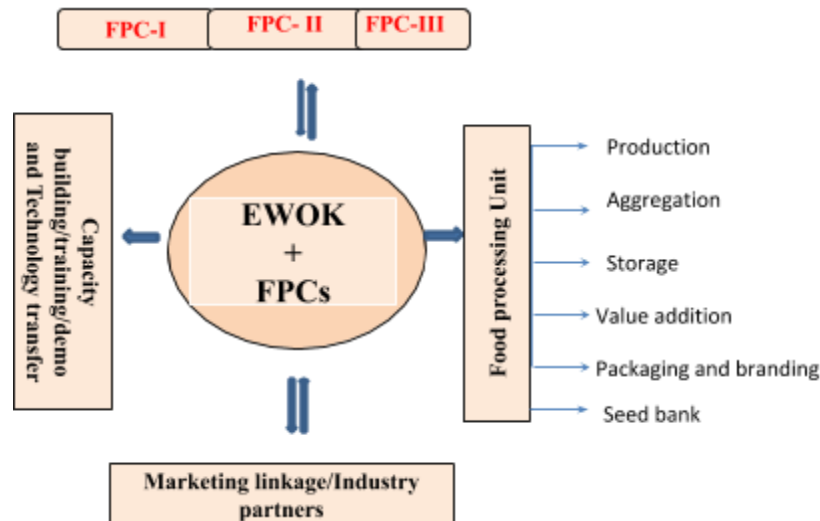 FPC-I
FPC- II
FPC-III
Capacity
building/training/demo
and Technology transfer
EWOK
+
FPCs
Food processing Unit
Production
Aggregation
Storage
Value addition
Packaging and branding
Seed bank
Marketing linkage/Industry
partners